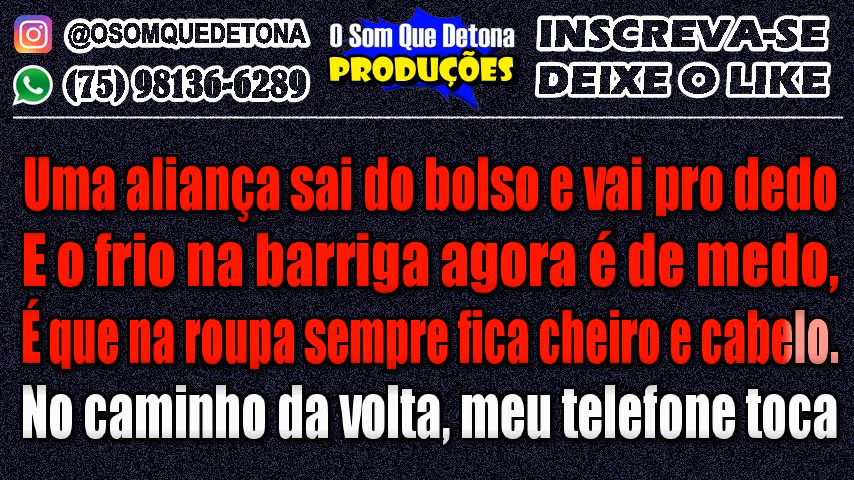 @OSOMQUEDETONA
(75) 98136-6289
O Som Que Detona
PRODUÇÕES
INSCREVA-SE
DEIXE O LIKE
Uma aliança sai do bolso e vai pro dedo
E o frio na barriga agora é de medo,
É que na roupa sempre fica cheiro e cabelo.
No caminho da volta, meu telefone toca